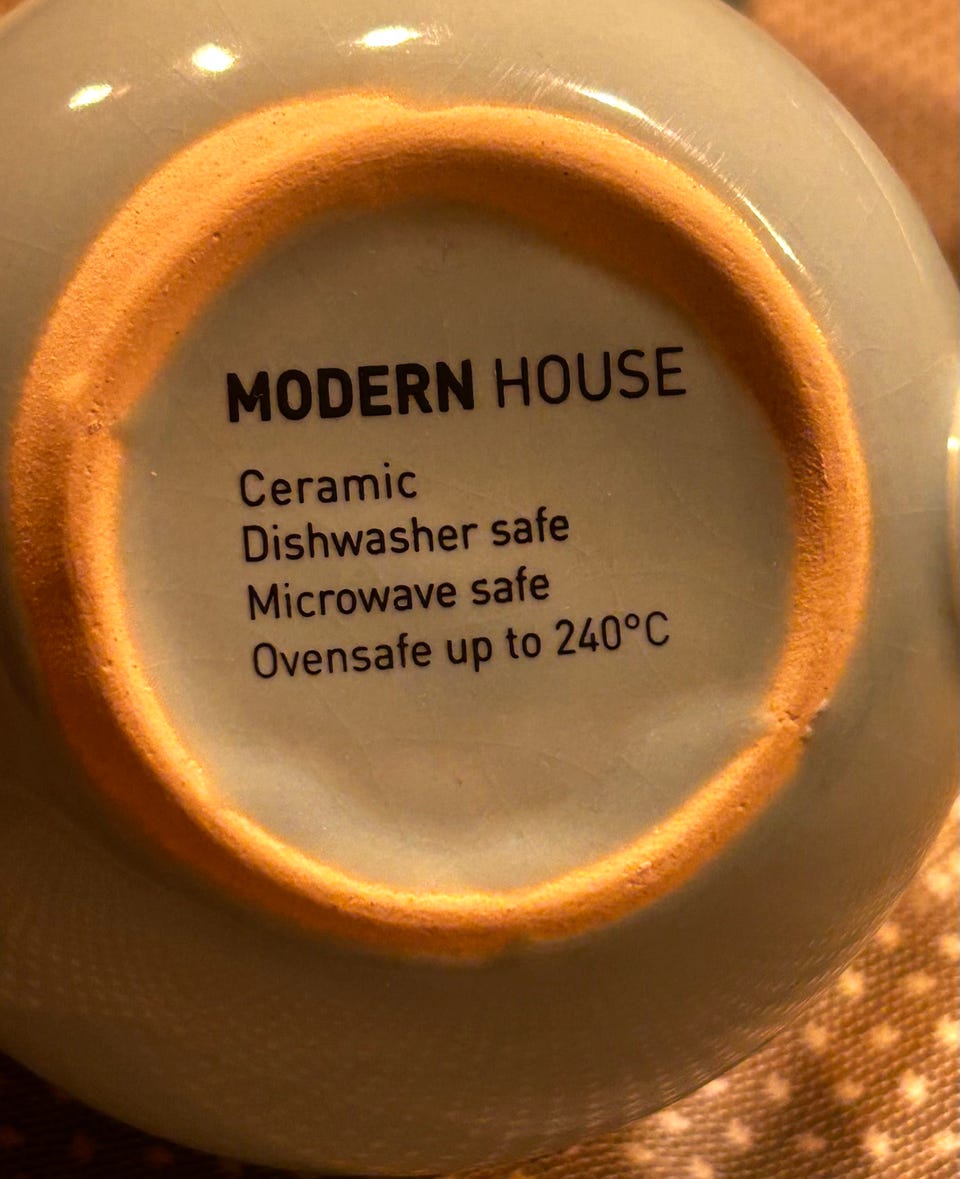 MODERN HOUSE
Ceramic
Dishwasher safe
Microwave safe
Ovensafe up to 240°C